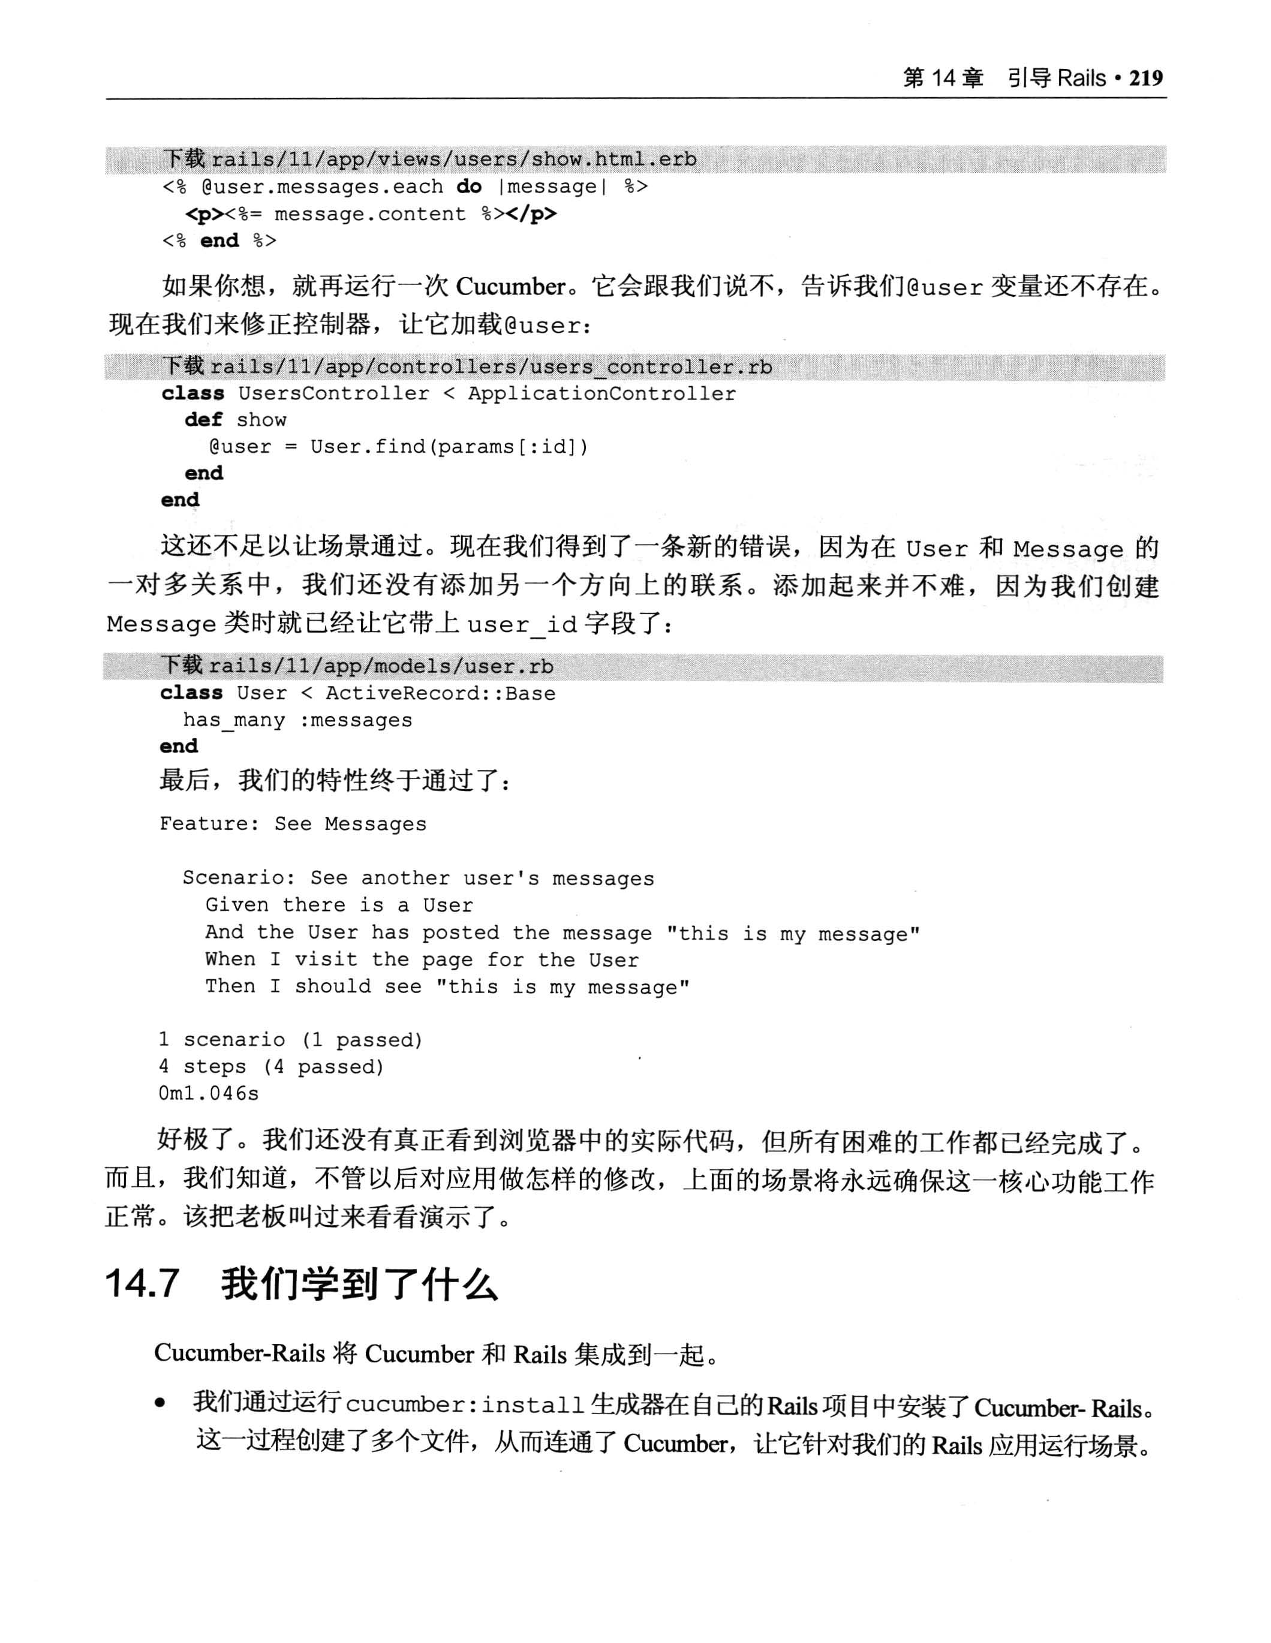 第 14 章　引导 Rails • 219
下载 rails/11/app/views/users/show.html.erb
<% @user.messages.each do |message| %>
  <p><%= message.content %></p>
<% end %>
如果你想，就再运行一次 Cucumber。它会跟我们说不，告诉我们@user 变量还不存在。
现在我们来修正控制器，让它加载@user：
下载 rails/11/app/controllers/users_controller.rb
class UsersController < ApplicationController
  def show
    @user = User.find(params[:id])
  end
end
这还不足以让场景通过。现在我们得到了一条新的错误，因为在 User 和 Message 的
一对多关系中，我们还没有添加另一个方向上的联系。添加起来并不难，因为我们创建
Message 类时就已经让它带上 user_id 字段了：
下载 rails/11/app/models/user.rb
class User < ActiveRecord::Base
  has_many :messages
end
最后，我们的特性终于通过了：
Feature: See Messages
  Scenario: See another user's messages
    Given there is a User
    And the User has posted the message "this is my message"
    When I visit the page for the User
    Then I should see "this is my message"
1 scenario (1 passed)
4 steps (4 passed)
0m1.046s
好极了。我们还没有真正看到浏览器中的实际代码，但所有困难的工作都已经完成了。
而且，我们知道，不管以后对应用做怎样的修改，上面的场景将永远确保这一核心功能工作
正常。该把老板叫过来看看演示了。
14.7　我们学到了什么
Cucumber-Rails 将 Cucumber 和 Rails 集成到一起。
• 我们通过运行 cucumber:install 生成器在自己的 Rails 项目中安装了 Cucumber- Rails。
这一过程创建了多个文件，从而连通了 Cucumber，让它针对我们的 Rails 应用运行场景。